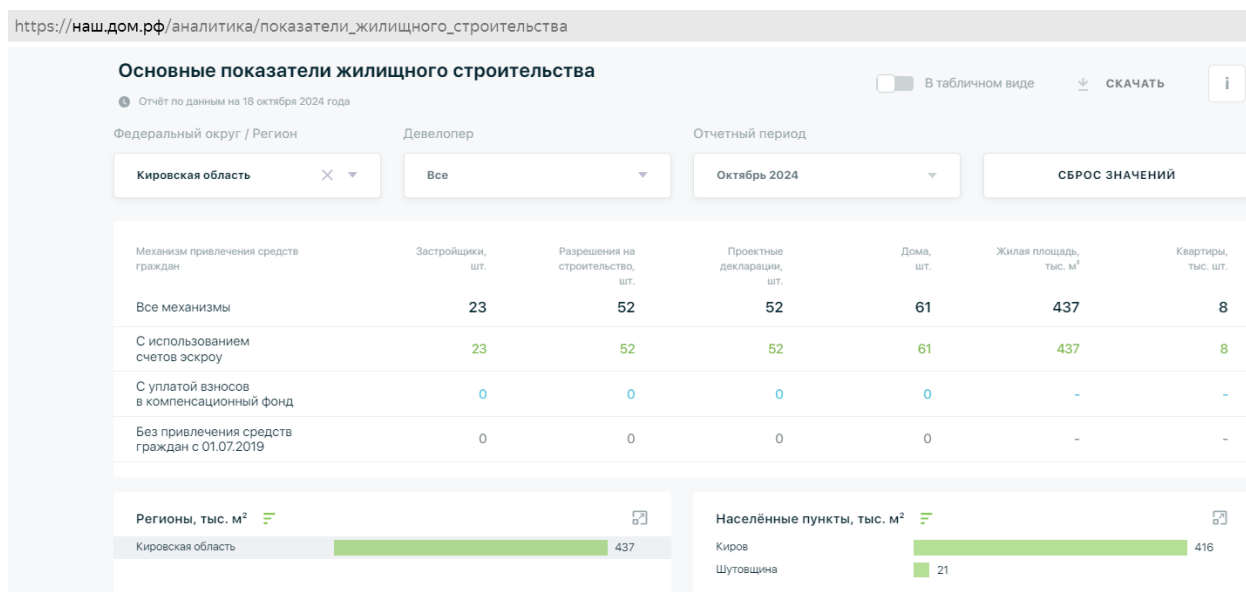 https://наш.дом.рф/аналитика/показатели_жилищного_строительства
Основные показатели жилищного строительства
В табличном виде СКАЧАТЬ i
Отчёт по данным на 18 октября 2024 года
Федеральный округ / Регион Девелопер Отчетный период
Кировская область Все Октябрь 2024 СБРОС ЗНАЧЕНИЙ
Механизм привлечения средств Застройщики, Разрешения на Проектные Дома, Жилая площадь, Квартиры,
граждан шт. строительство, декларации, шт. тыс. м² тыс. шт.
шт. шт.
Все механизмы 23 52 52 61 437 8
С использованием
счетов эскроу 23 52 52 61 437 8
С уплатой взносов
в компенсационный фонд 0 0 0 0 - -
Без привлечения средств
граждан с 01.07.2019 0 0 0 0 - -
Регионы, тыс. м²
Кировская область 437
Населённые пункты, тыс. м²
Киров 416
Шутовщина 21